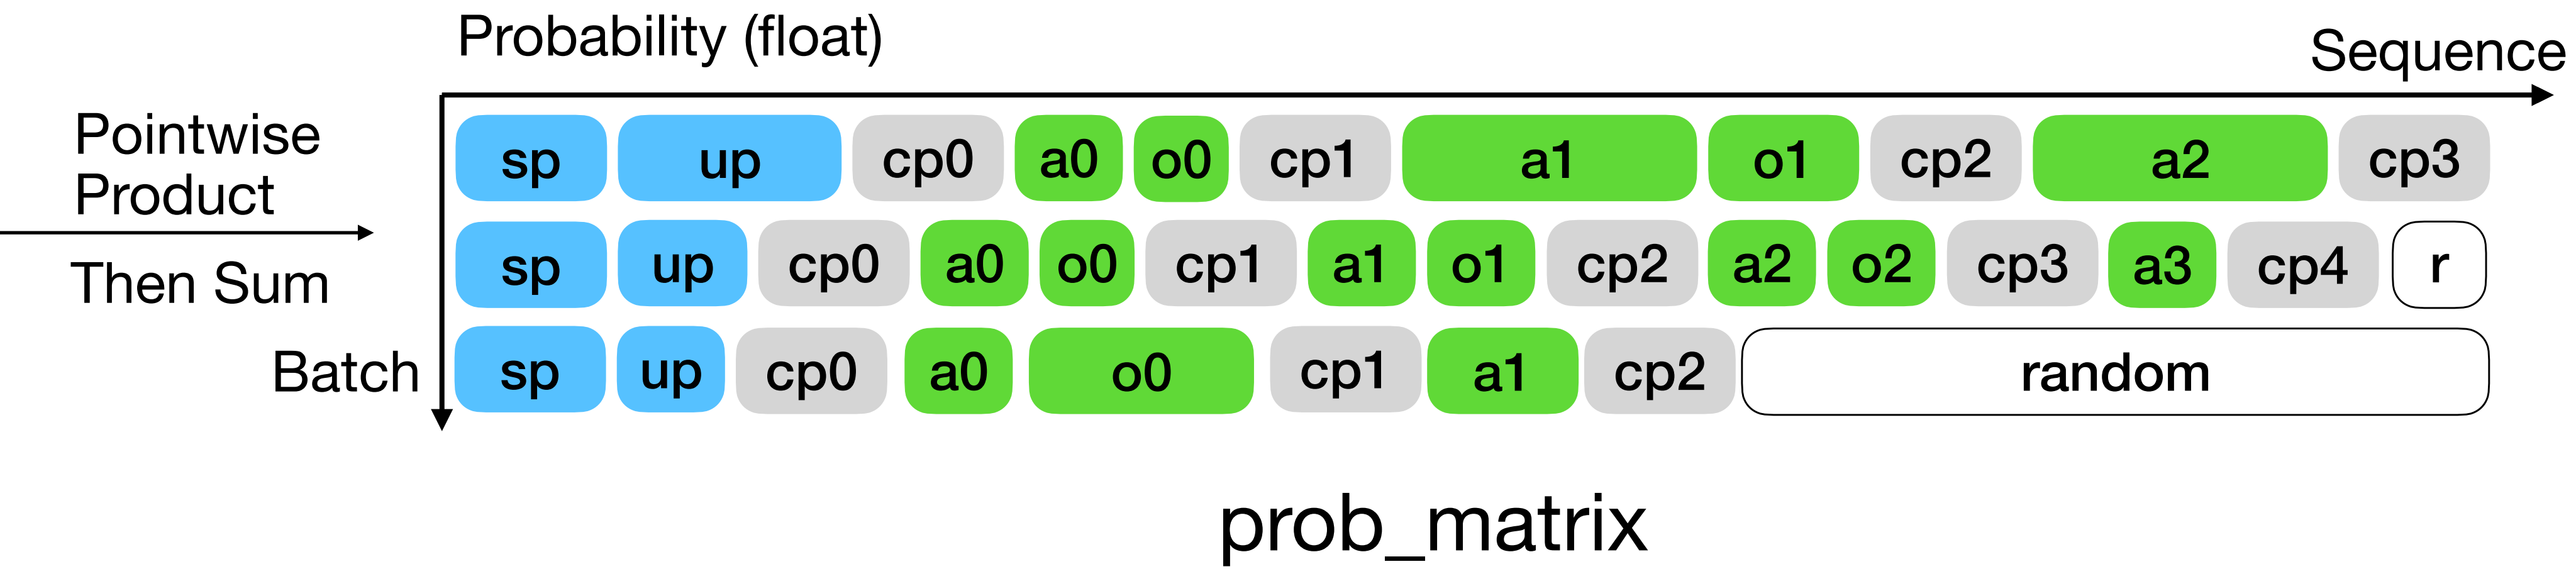 Probability (float)
Sequence
Pointwise
Product
Then Sum
Batch
sp up cp0 a0 o0 cp1 a1 o1 cp2 a2 cp3
sp up cp0 a0 o0 cp1 a1 o1 cp2 a2 o2 cp3 a3 cp4 r
sp up cp0 a0 o0 cp1 a1 cp2 random
prob_matrix